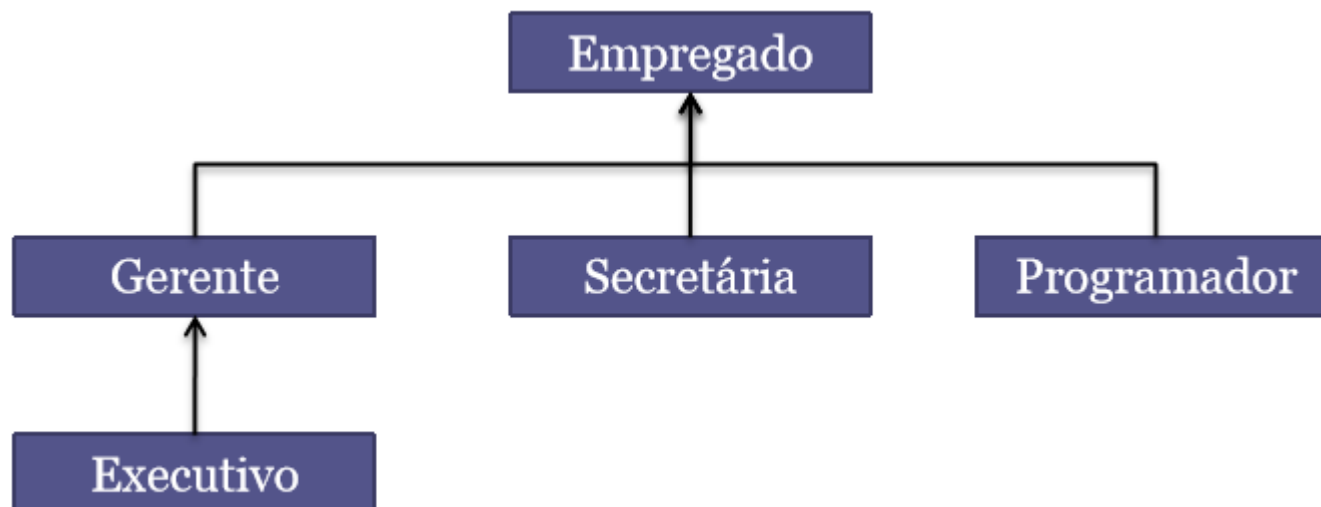 Empregado
Gerente
Secretária
Programador
Executivo